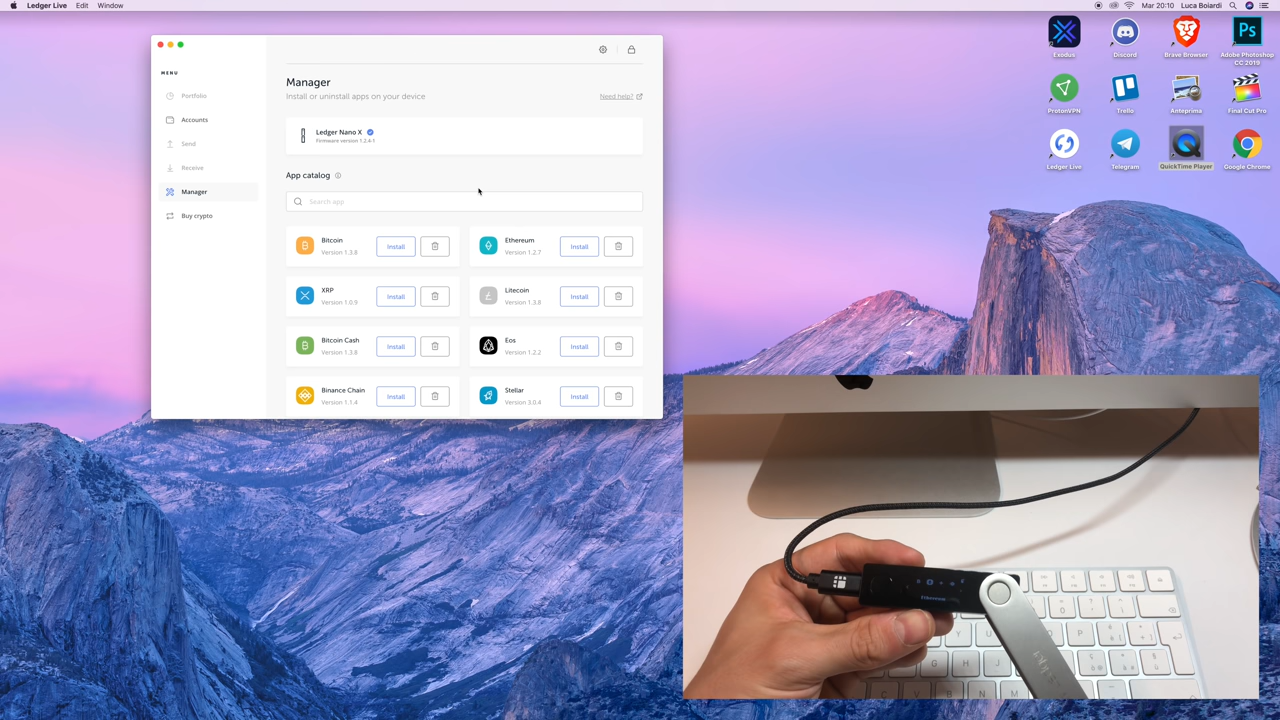 Ledger Live Edit Window
Mar 20:10 Luca Boiardi
MENU
Portfolio
Accounts
Send
Receive
Manager
Buy crypto
Manager
Install or uninstall apps on your device
Need help?
Ledger Nano X
Firmware version 1.2.4-1
App catalog
Search app
Bitcoin
Version 1.3.8
Install
Ethereum
Version 1.2.7
Install
XRP
Version 1.0.9
Install
Litecoin
Version 1.3.8
Install
Bitcoin Cash
Version 1.3.8
Install
Eos
Version 1.2.2
Install
Binance Chain
Version 1.1.4
Install
Stellar
Version 3.0.4
Install
Exodus
Discord
Brave Browser
Ps
Adobe Photoshop
CC 2019
ProtonVPN
Trello
Anteprima
Final Cut Pro
Ledger Live
Telegram
QuickTime Player
Google Chrome
Ethereum